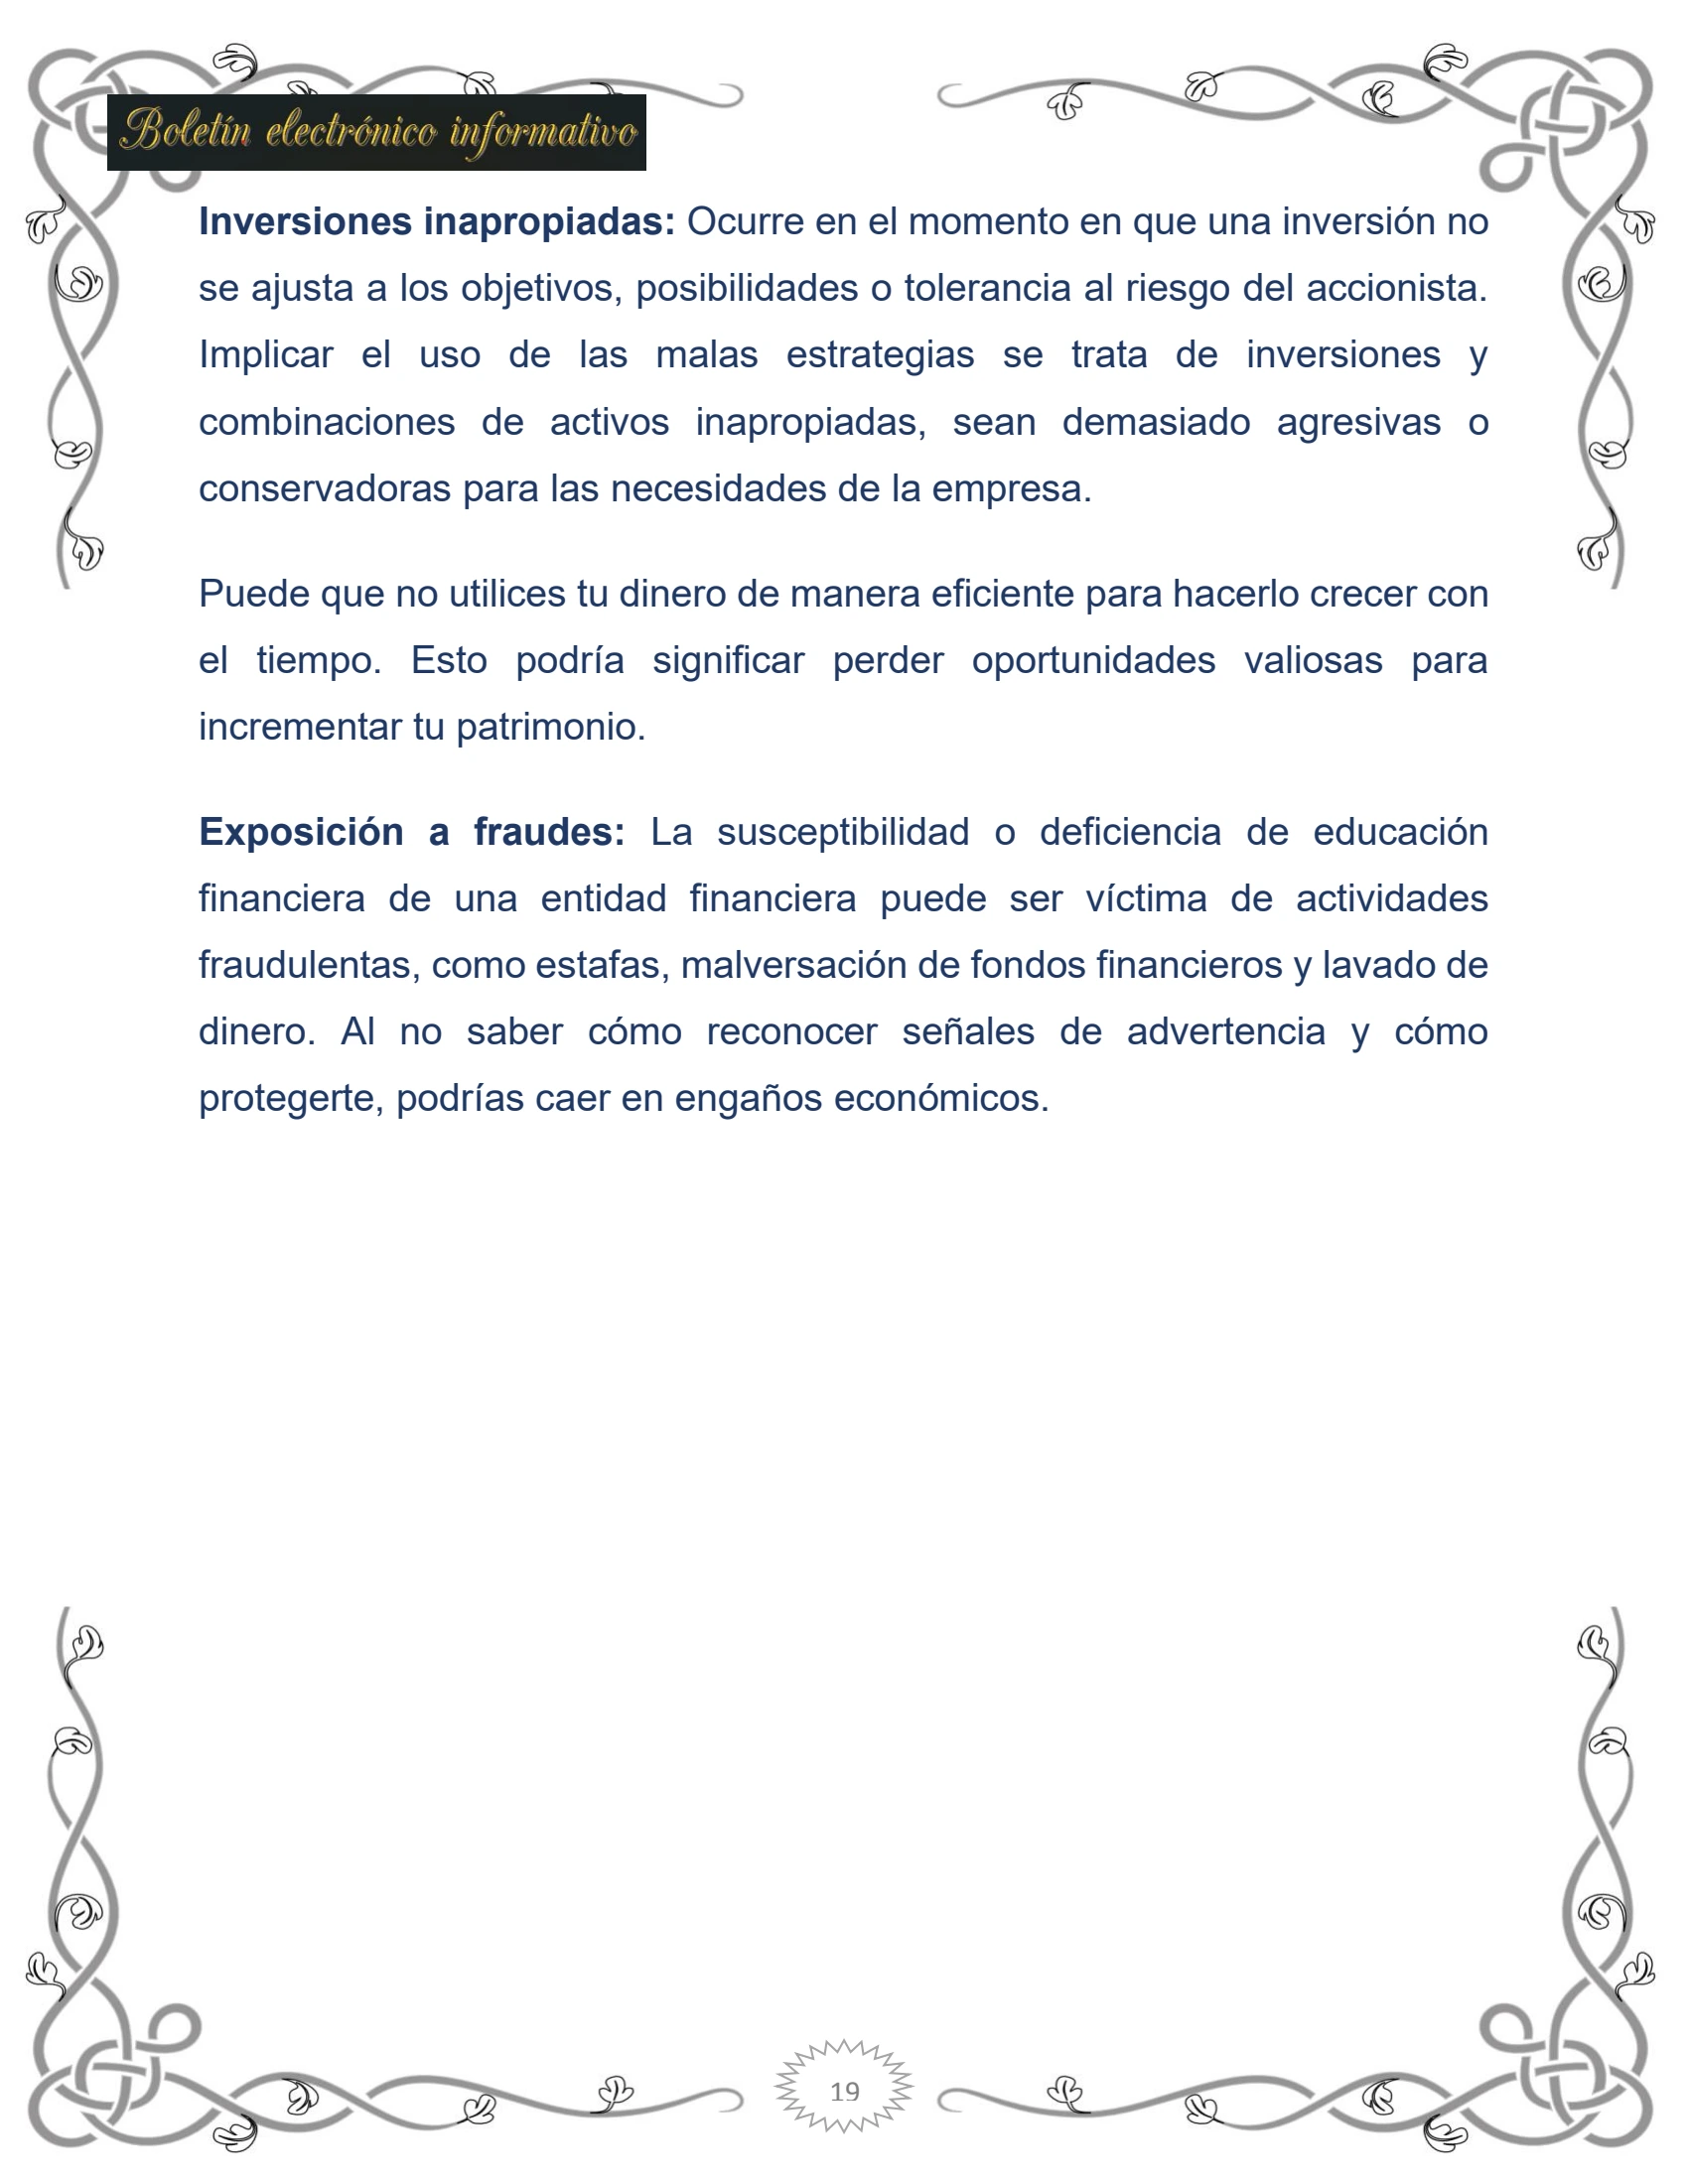 Boletín electrónico informativo
Inversiones inapropiadas: Ocurre en el momento en que una inversión no
se ajusta a los objetivos, posibilidades o tolerancia al riesgo del accionista.
Implicar el uso de las malas estrategias se trata de inversiones y
combinaciones de activos inapropiadas, sean demasiado agresivas o
conservadoras para las necesidades de la empresa.
Puede que no utilices tu dinero de manera eficiente para hacerlo crecer con
el tiempo. Esto podría significar perder oportunidades valiosas para
incrementar tu patrimonio.
Exposición a fraudes: La susceptibilidad o deficiencia de educación
financiera de una entidad financiera puede ser víctima de actividades
fraudulentas, como estafas, malversación de fondos financieros y lavado de
dinero. Al no saber cómo reconocer señales de advertencia y cómo
protegerte, podrías caer en engaños económicos.
19